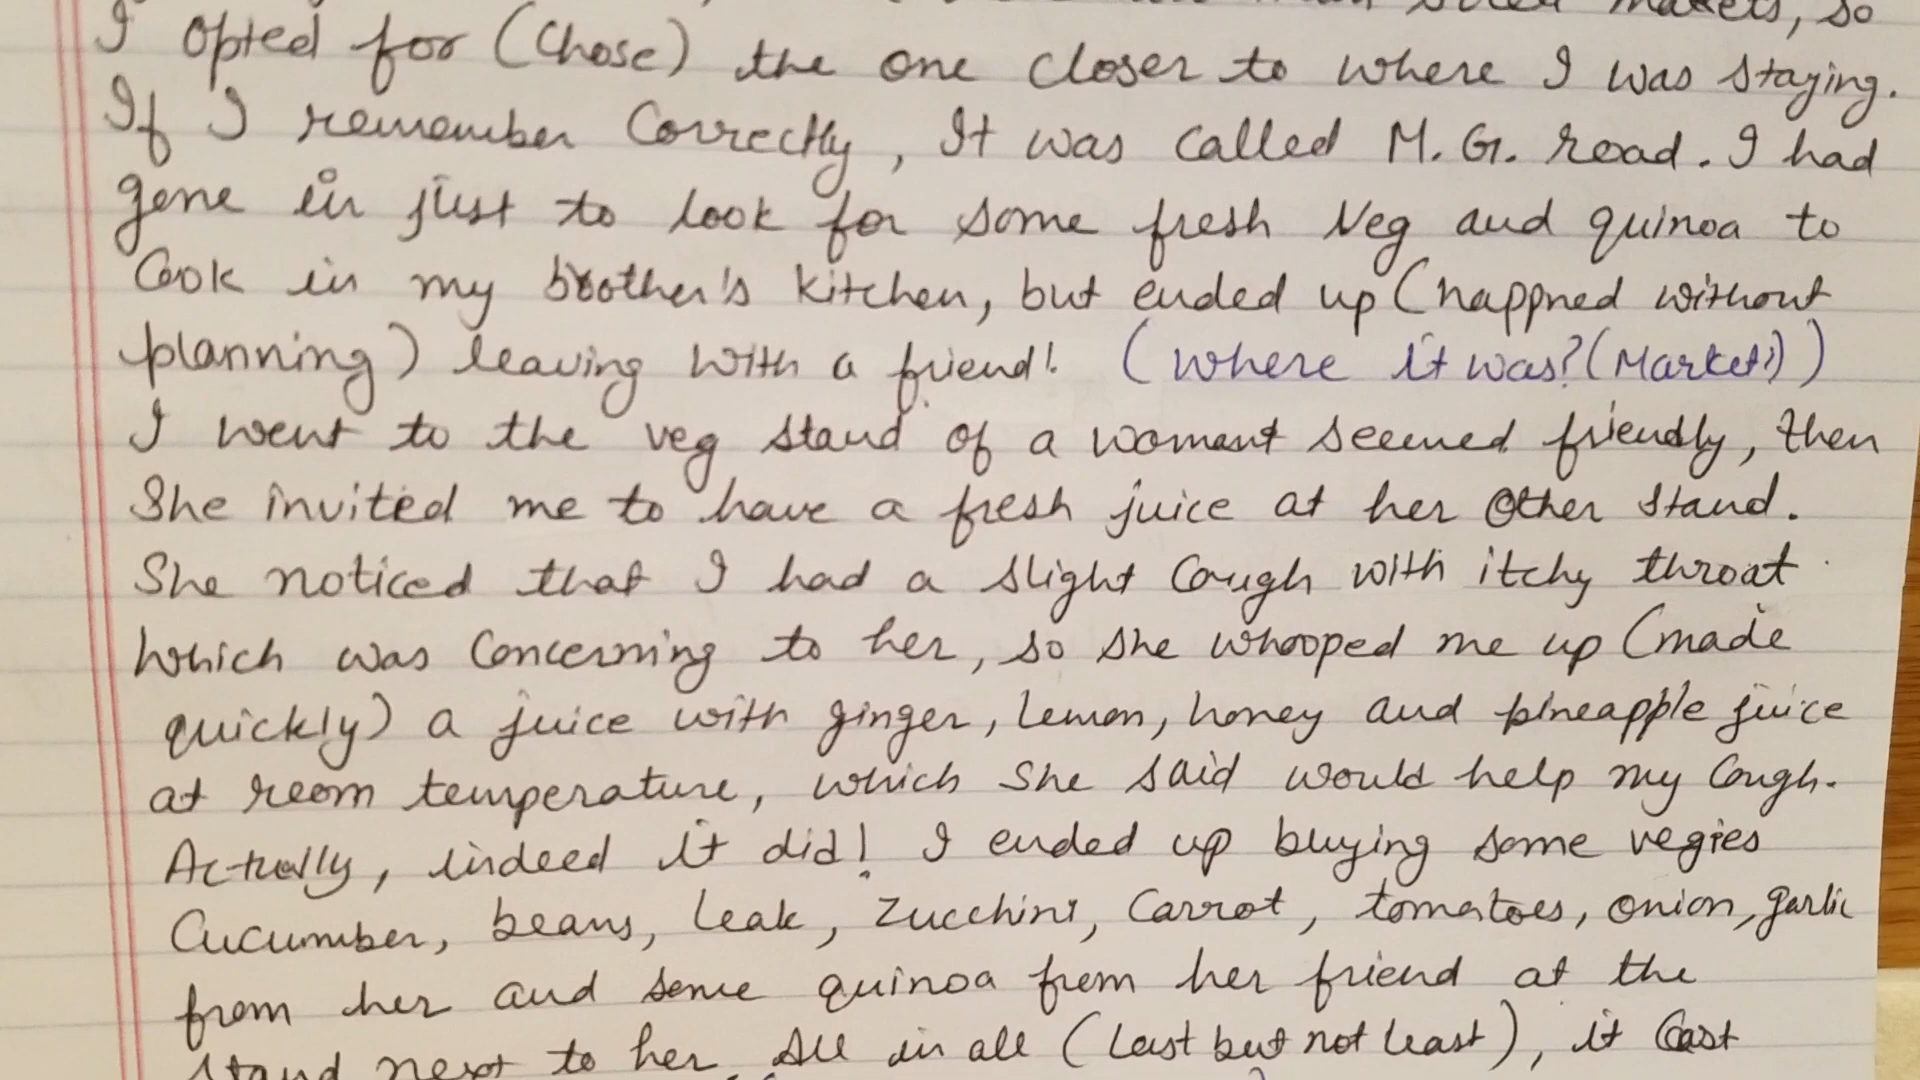 makets, so
I opted for (Chose) the one closer to where I was staying.
If I remember Correctly, It was called M. G. road. I had
gone in just to look for some fresh Veg and quinoa to
Cook in my brother's kitchen, but ended up (happned without
planning) leaving with a friend! (where it was? (Market?))
I went to the veg stand of a woment seemed friendly, then
She invited me to have a fresh juice at her Other stand.
She noticed that I had a slight Cough with itchy throat
which was Concerning to her, so she whooped me up (made
quickly) a juice with ginger, lemon, honey and pineapple juice
at room temperature, which She said would help my Cough.
Actually, indeed it did! I ended up buying some vegies
Cucumber, beans, leak, Zucchini, Carrot, tomatoes, onion, garlic
from her and some quinoa from her friend at the
stand next to her. All in all (last but not least), it Cost